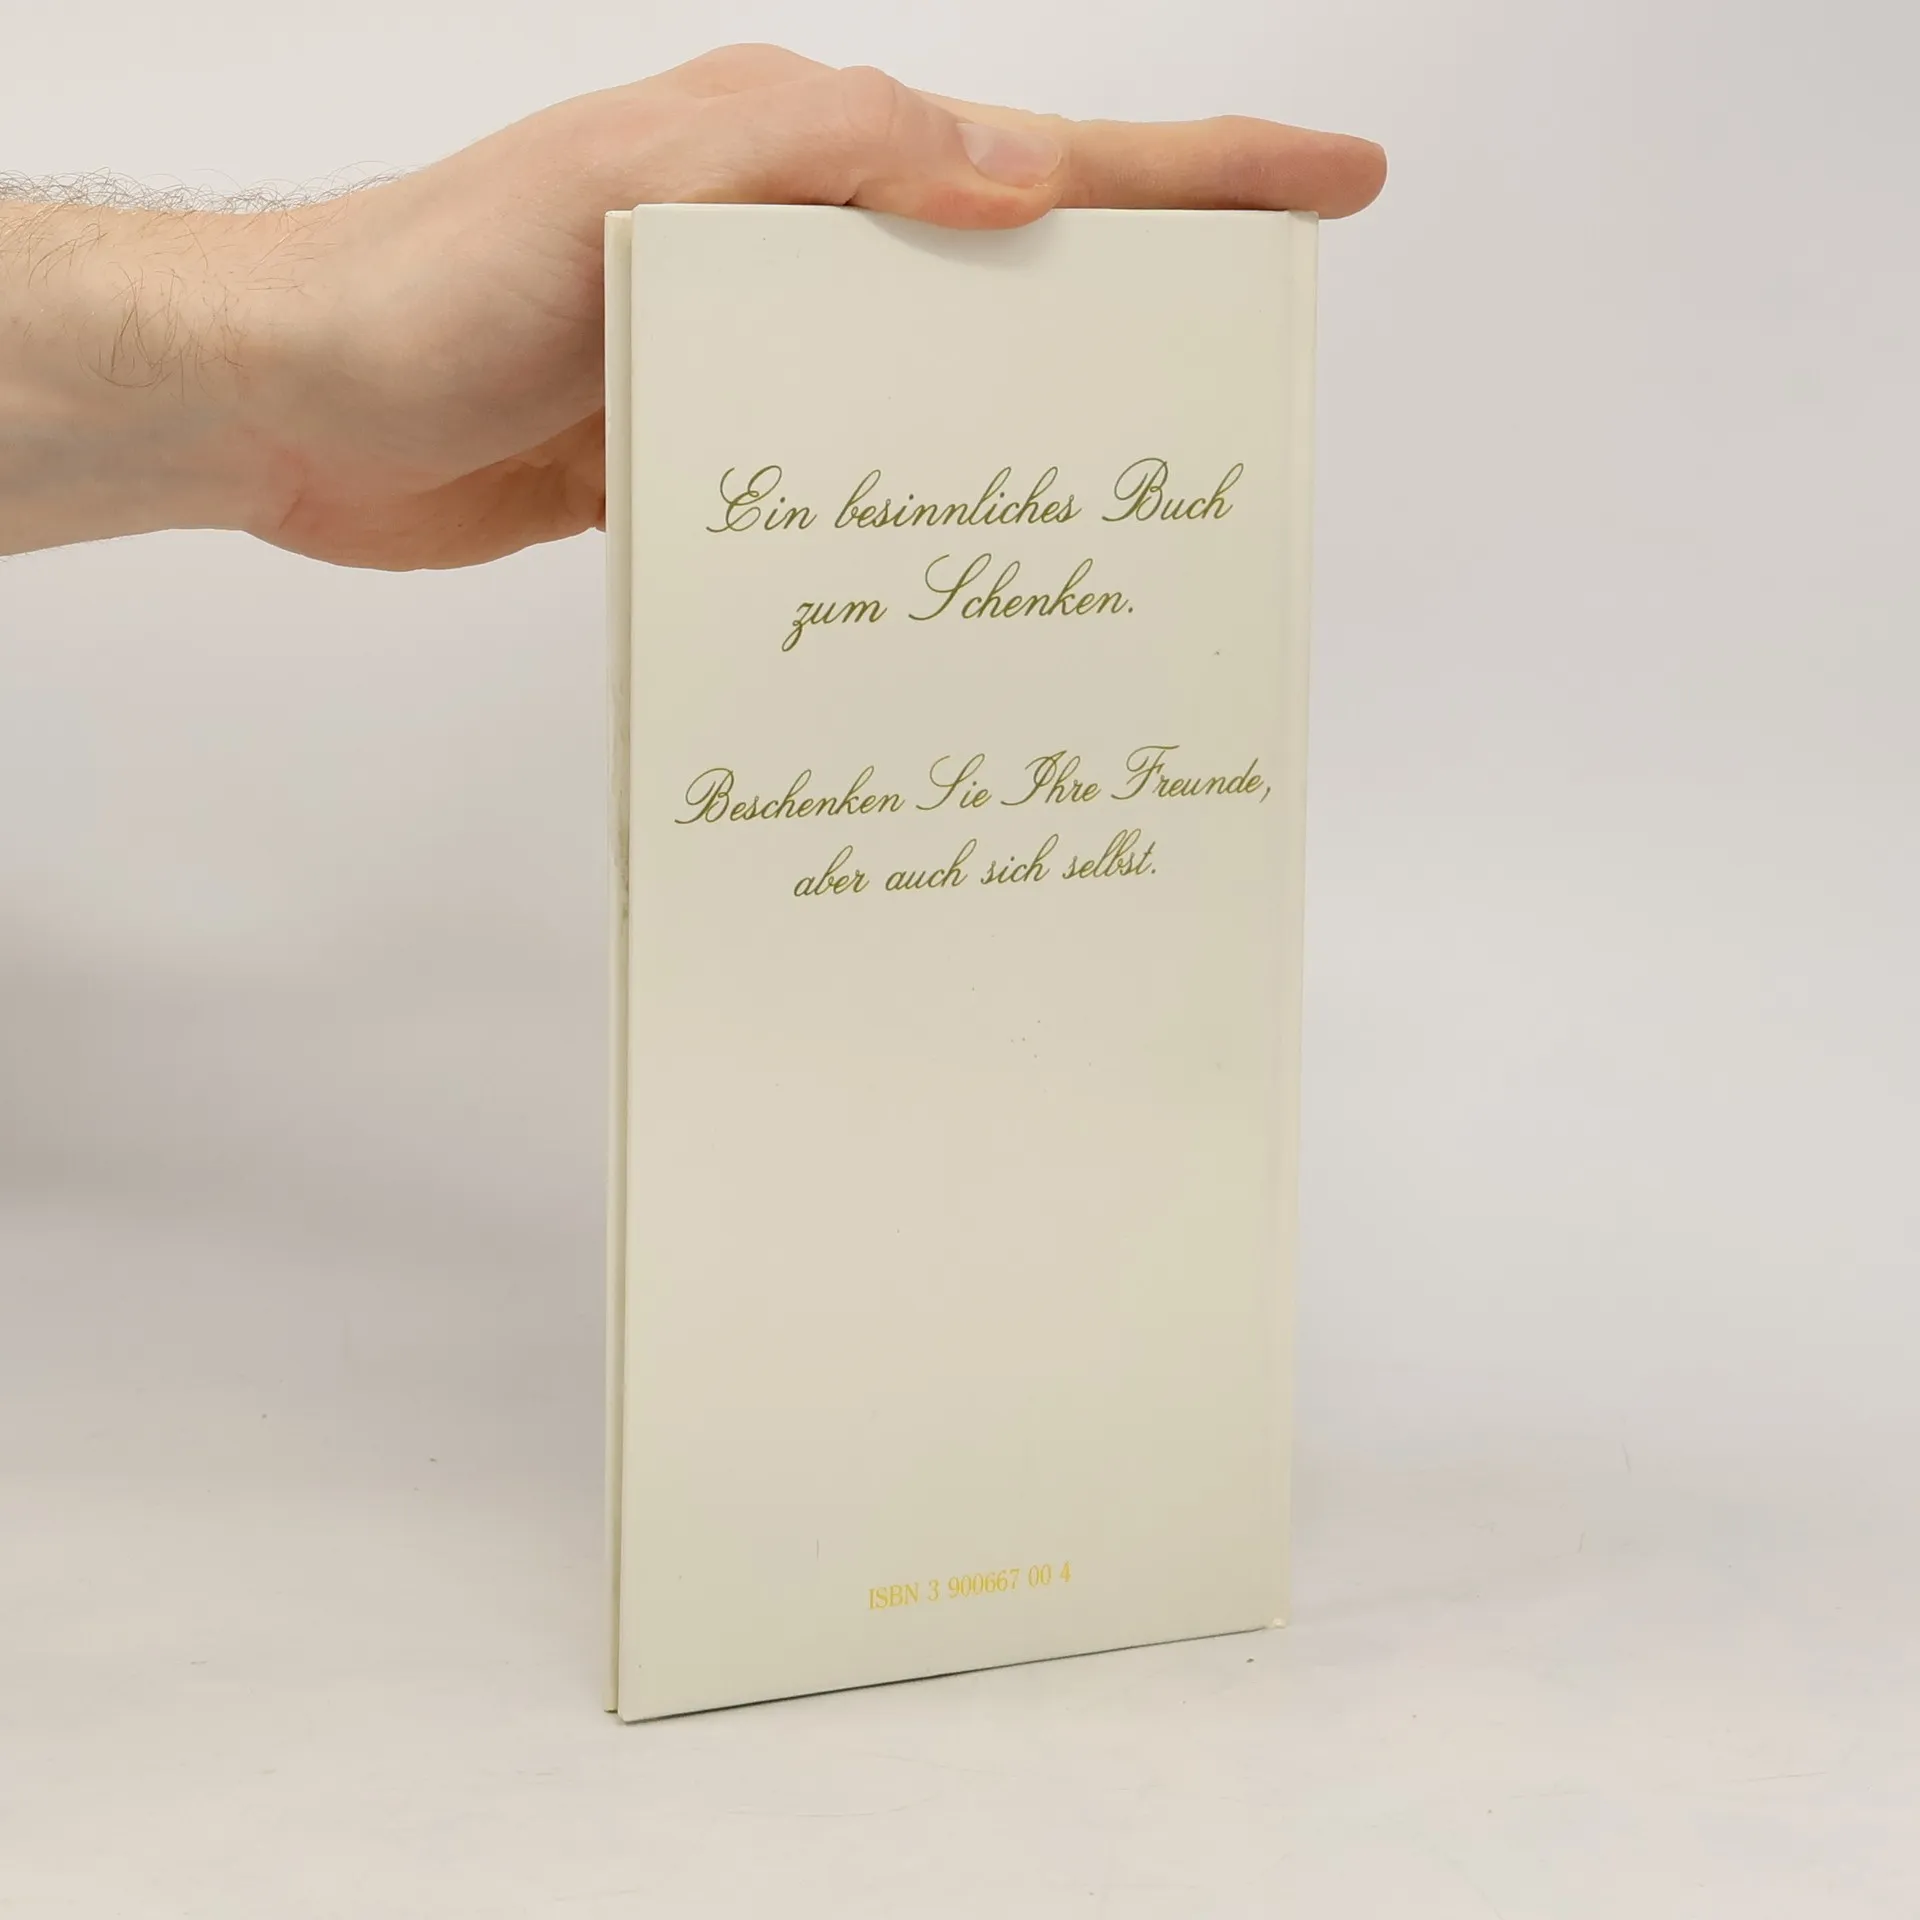 Ein besinnliches Buch
zum Schenken.
Beschenken Sie Ihre Freunde,
aber auch sich selbst.
ISBN 3 900667 00 4